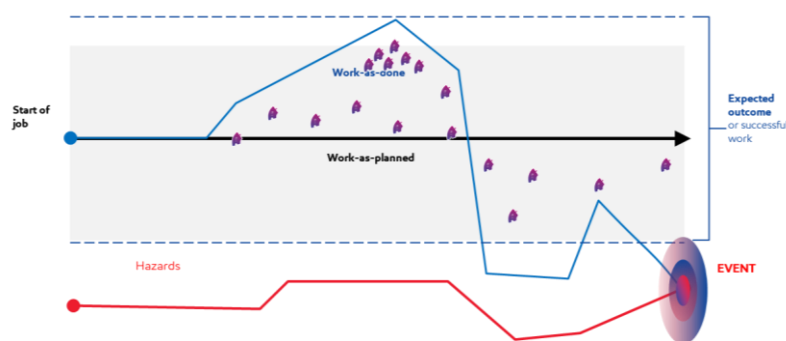 Work-as-done
Start of
job
Expected
outcome
or successful
work
Work-as-planned
Hazards
EVENT